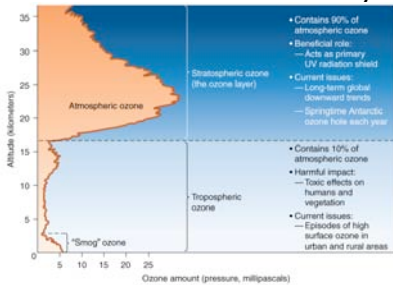 35
30
25
20
15
10
5
0
Altitude (kilometers)
Atmospheric ozone
"Smog" ozone
Stratospheric ozone
(the ozone layer)
Tropospheric
ozone
• Contains 90% of
atmospheric ozone
• Beneficial role:
— Acts as primary
UV radiation shield
• Current issues:
— Long-term global
downward trends
— Springtime Antarctic
ozone hole each year
• Contains 10% of
atmospheric ozone
• Harmful impact:
— Toxic effects on
humans and
vegetation
• Current issues:
— Episodes of high
surface ozone in
urban and rural areas
5 10 15 20 25
Ozone amount (pressure, millipascals)